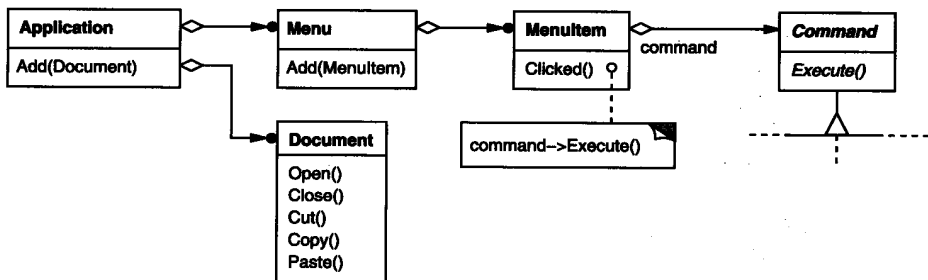 Application
Add(Document)
Menu
Add(MenuItem)
MenuItem
Clicked()
command
Command
Execute()
command->Execute()
Document
Open()
Close()
Cut()
Copy()
Paste()